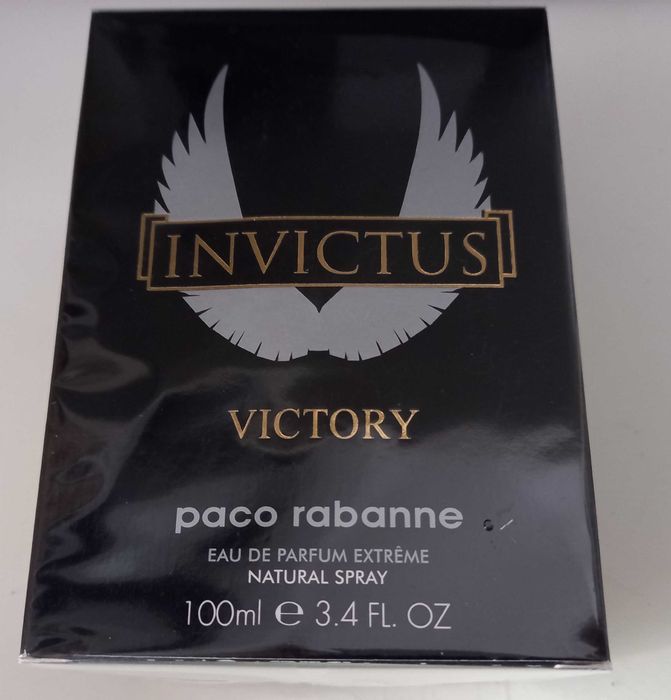 INVICTUS
VICTORY
paco rabanne
EAU DE PARFUM EXTRÊME
NATURAL SPRAY
100ml ℮ 3.4 FL. OZ